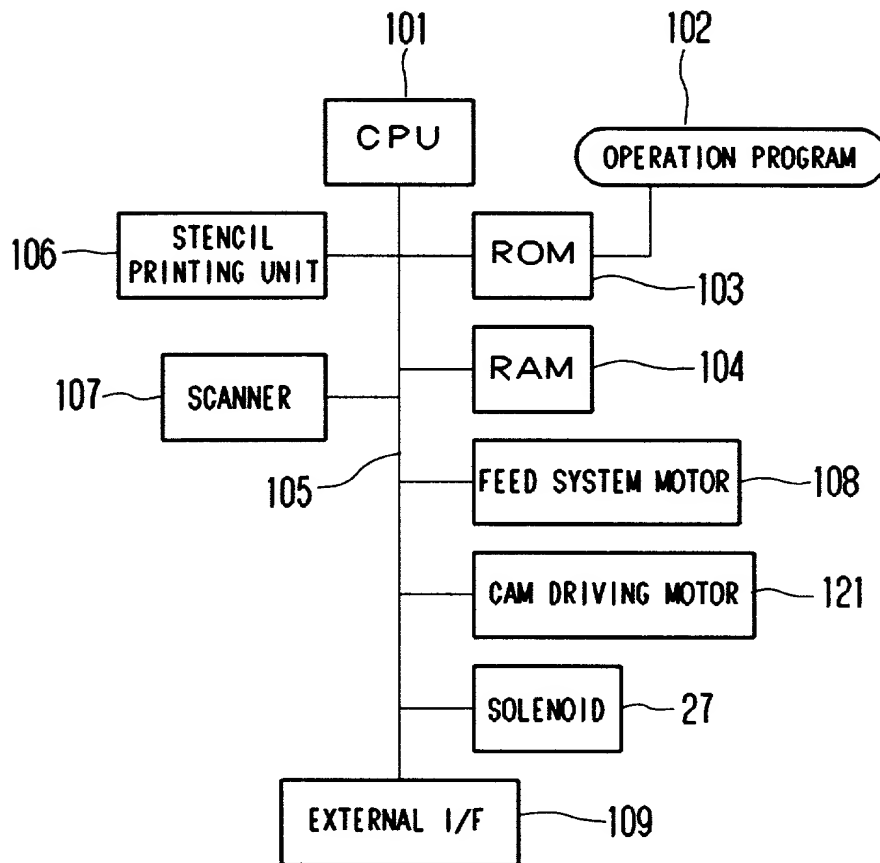 101
102
CPU
OPERATION PROGRAM
106
STENCIL
PRINTING UNIT
ROM
103
107
SCANNER
RAM
104
105
FEED SYSTEM MOTOR
108
CAM DRIVING MOTOR
121
SOLENOID
27
EXTERNAL I/F
109